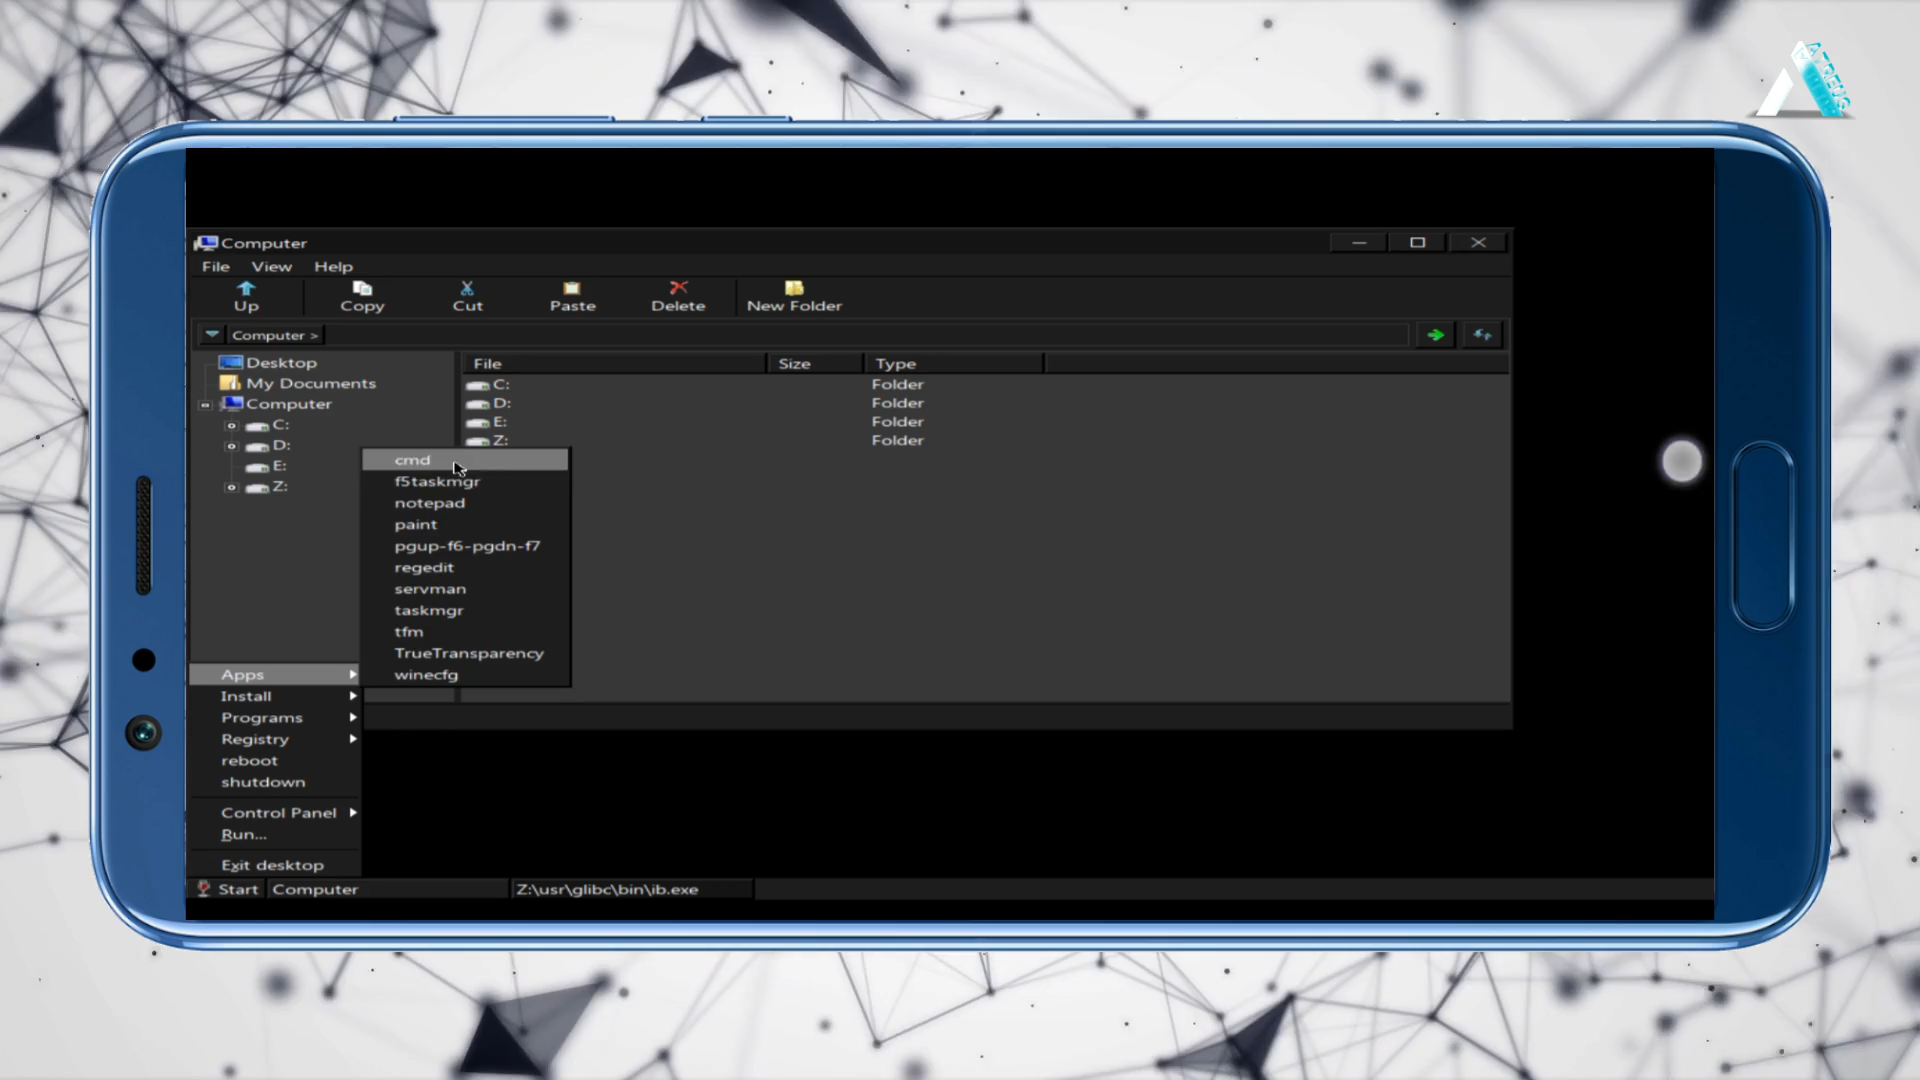 Computer
File View Help
Up Copy Cut Paste Delete New Folder
Computer >
Desktop
My Documents
Computer
C:
D:
E:
Z:
File Size Type
C: Folder
D: Folder
E: Folder
Z: Folder
cmd
f5taskmgr
notepad
paint
pgup-f6-pgdn-f7
regedit
servman
taskmgr
tfm
TrueTransparency
winecfg
Apps
Install
Programs
Registry
reboot
shutdown
Control Panel
Run...
Exit desktop
Start Computer Z:\usr\glibc\bin\ib.exe